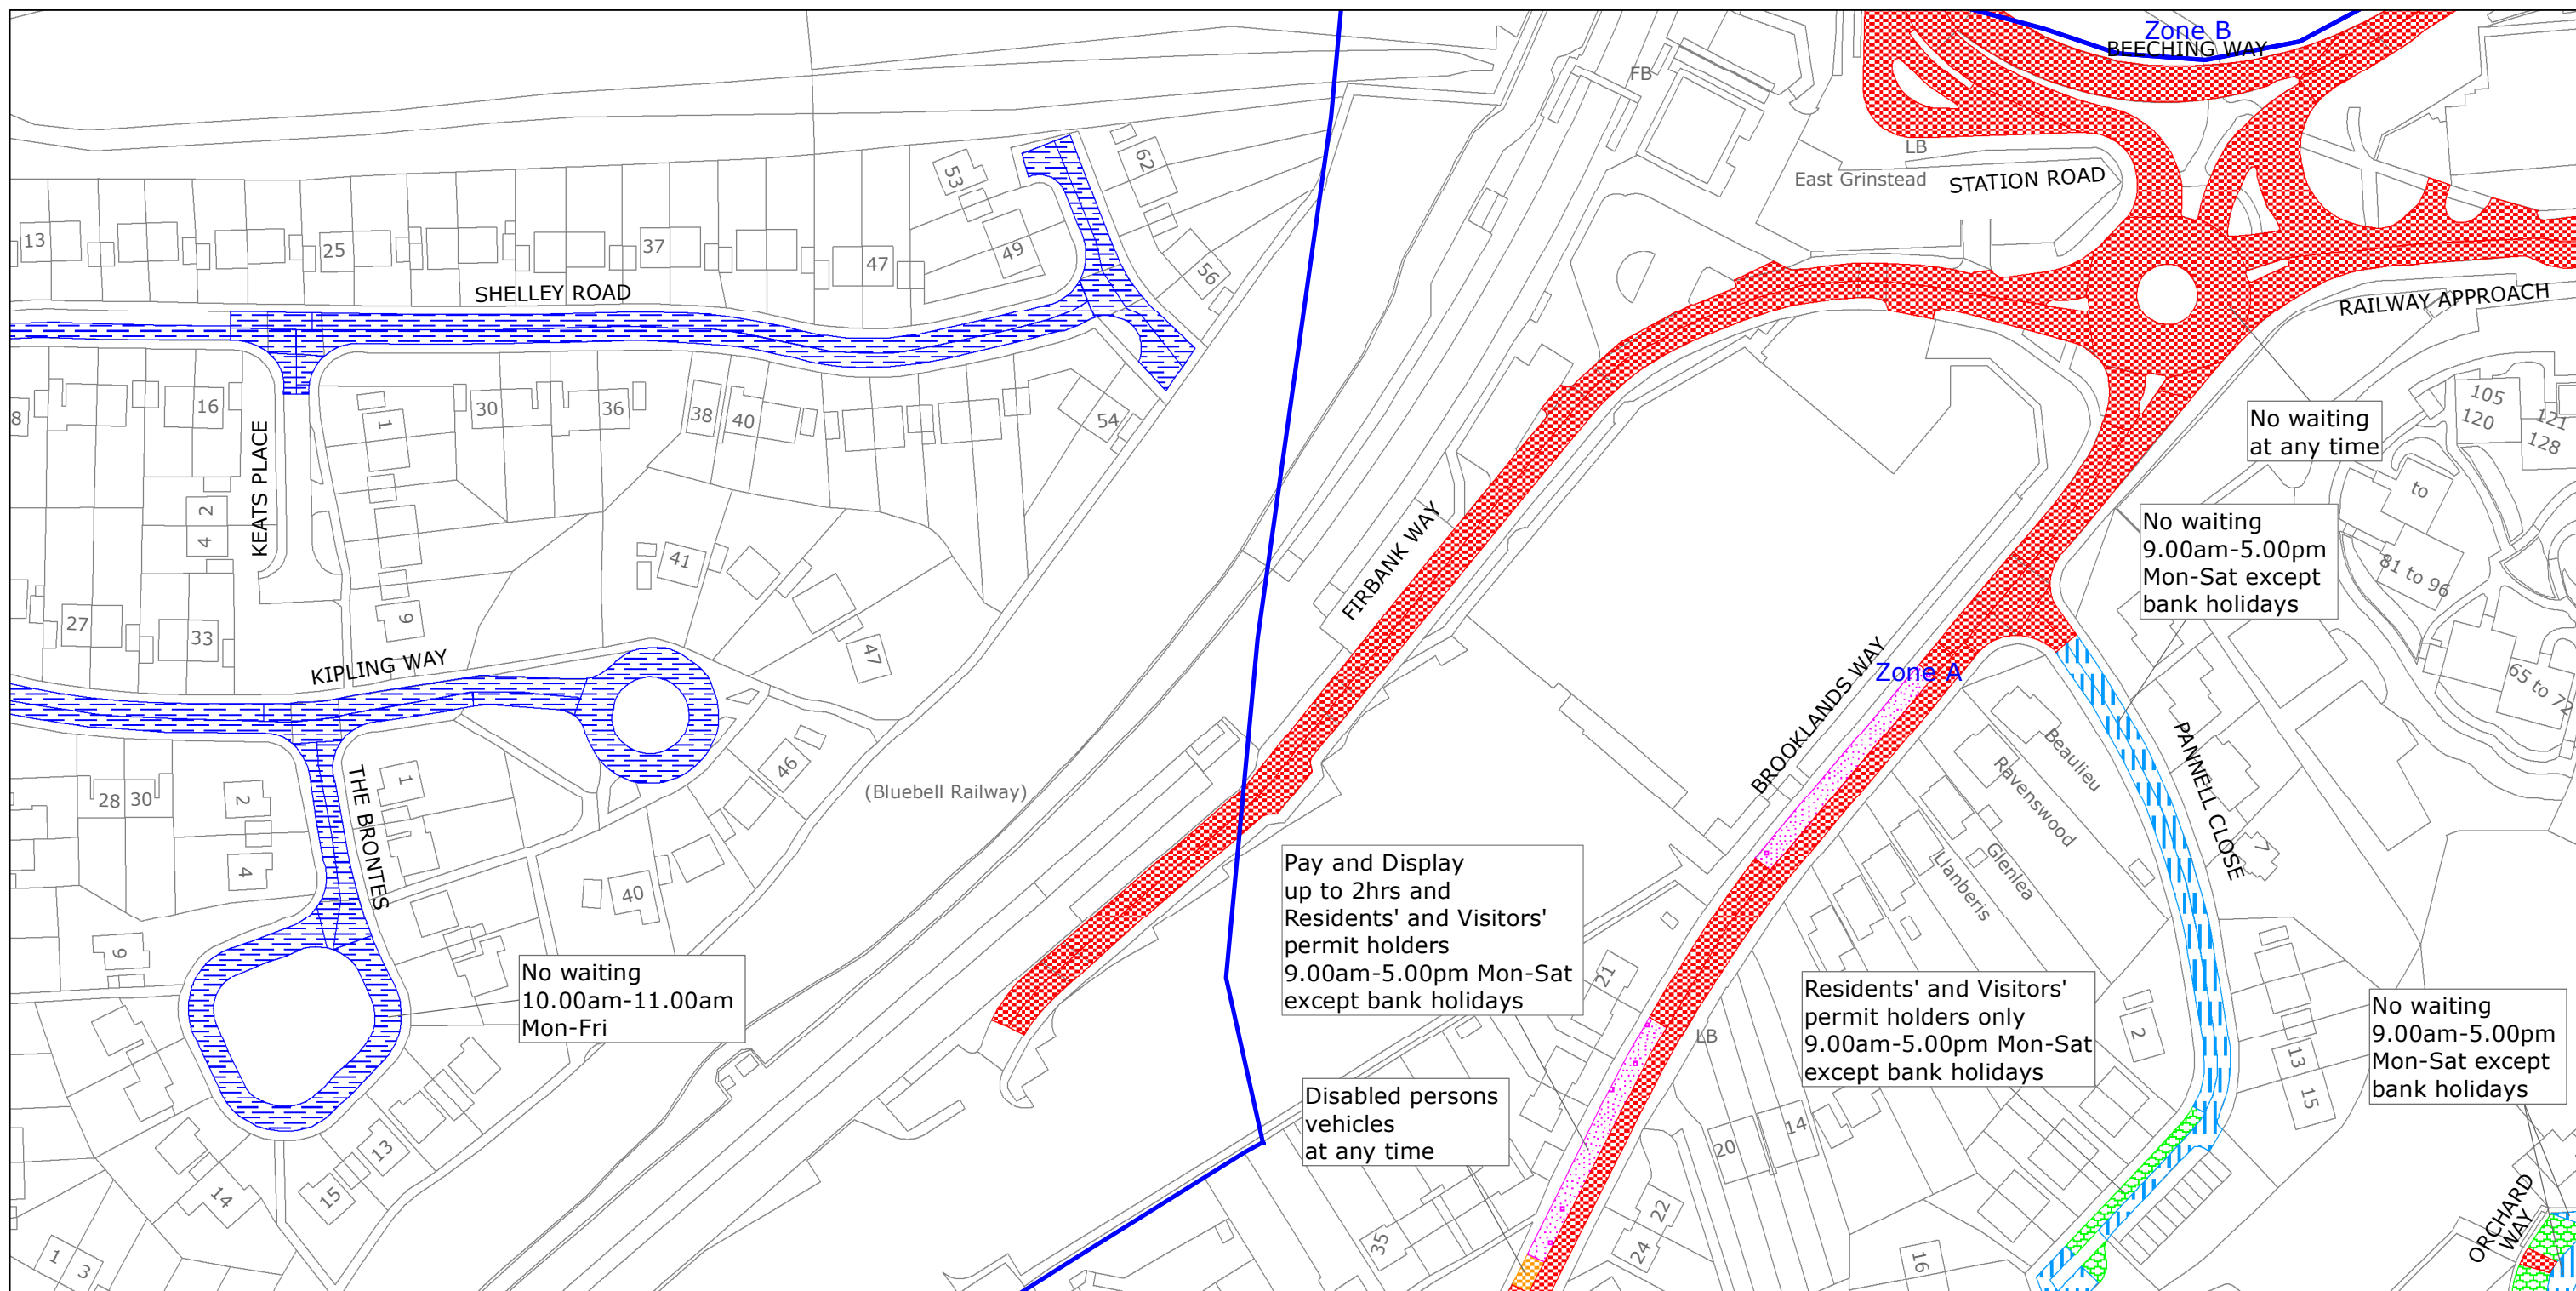 Zone B
BEECHING WAY
FB
LB
East Grinstead
STATION ROAD
RAILWAY APPROACH
53
62
49
56
13
25
37
47
SHELLEY ROAD
8
16
1
30
36
38
40
54
KEATS PLACE
2
4
41
9
27
33
47
KIPLING WAY
FIRBANK WAY
No waiting
at any time
105
120
121
128
to
81 to 96
65 to 72
No waiting
9.00am-5.00pm
Mon-Sat except
bank holidays
BROOKLANDS WAY
Zone A
PANNELL CLOSE
Beaulieu
Ravenswood
Glenlea
Llanberis
7
28
30
2
4
1
46
THE BRONTES
(Bluebell Railway)
40
9
No waiting
10.00am-11.00am
Mon-Fri
Pay and Display
up to 2hrs and
Residents' and Visitors'
permit holders
9.00am-5.00pm Mon-Sat
except bank holidays
21
LB
Residents' and Visitors'
permit holders only
9.00am-5.00pm Mon-Sat
except bank holidays
2
13
15
No waiting
9.00am-5.00pm
Mon-Sat except
bank holidays
Disabled persons
vehicles
at any time
20
14
22
24
35
16
13
15
14
1
3
ORCHARD
WAY